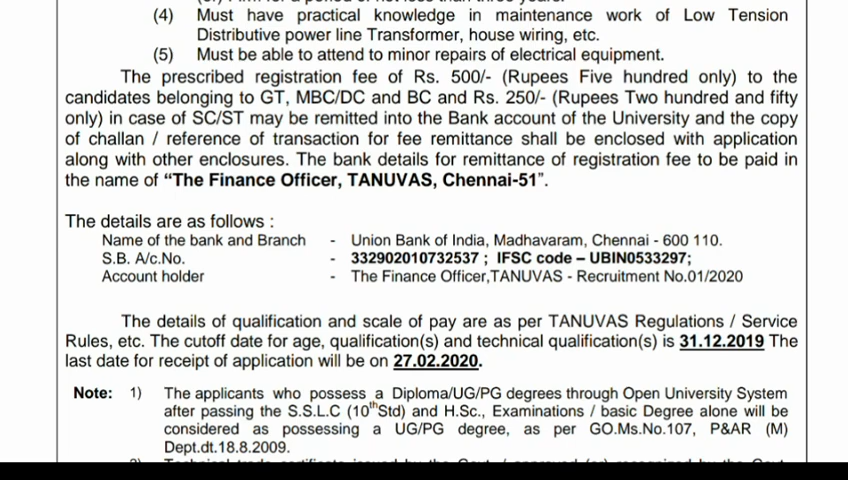 (4) Must have practical knowledge in maintenance work of Low Tension
Distributive power line Transformer, house wiring, etc.
(5) Must be able to attend to minor repairs of electrical equipment.
The prescribed registration fee of Rs. 500/- (Rupees Five hundred only) to the
candidates belonging to GT, MBC/DC and BC and Rs. 250/- (Rupees Two hundred and fifty
only) in case of SC/ST may be remitted into the Bank account of the University and the copy
of challan / reference of transaction for fee remittance shall be enclosed with application
along with other enclosures. The bank details for remittance of registration fee to be paid in
the name of “The Finance Officer, TANUVAS, Chennai-51”.
The details are as follows :
Name of the bank and Branch - Union Bank of India, Madhavaram, Chennai - 600 110.
S.B. A/c.No. - 332902010732537 ; IFSC code – UBIN0533297;
Account holder - The Finance Officer,TANUVAS - Recruitment No.01/2020
The details of qualification and scale of pay are as per TANUVAS Regulations / Service
Rules, etc. The cutoff date for age, qualification(s) and technical qualification(s) is 31.12.2019 The
last date for receipt of application will be on 27.02.2020.
Note: 1) The applicants who possess a Diploma/UG/PG degrees through Open University System
after passing the S.S.L.C (10thStd) and H.Sc., Examinations / basic Degree alone will be
considered as possessing a UG/PG degree, as per GO.Ms.No.107, P&AR (M)
Dept.dt.18.8.2009.